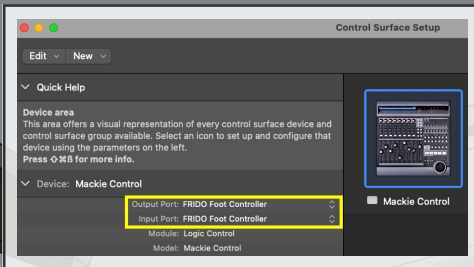 Control Surface Setup
Edit New
Quick Help
Device area
This area offers a visual representation of every control surface device and
control surface group available. Select an icon to set up and configure that
device using the parameters on the left.
Press ⇧⌘ß for more info.
Device: Mackie Control
Output Port: FRIDO Foot Controller
Input Port: FRIDO Foot Controller
Module: Logic Control
Model: Mackie Control
Mackie Control